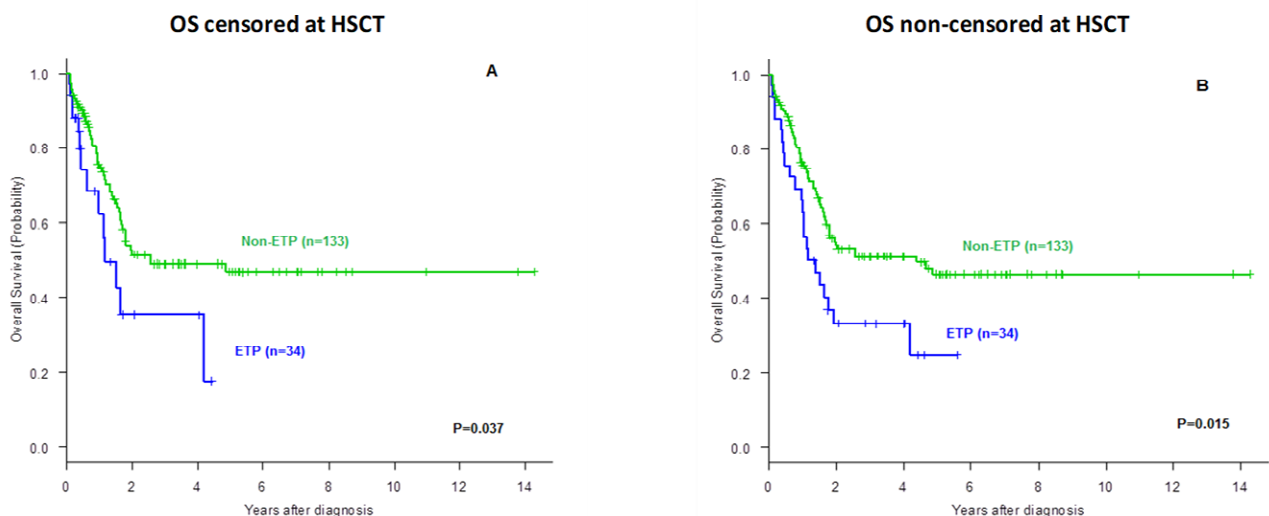 OS censored at HSCT
A
1.0
0.8
0.6
0.4
0.2
0.0
Overall Survival (Probability)
Non-ETP (n=133)
ETP (n=34)
P=0.037
0 2 4 6 8 10 12 14
Years after diagnosis
OS non-censored at HSCT
B
1.0
0.8
0.6
0.4
0.2
0.0
Overall Survival (Probability)
Non-ETP (n=133)
ETP (n=34)
P=0.015
0 2 4 6 8 10 12 14
Years after diagnosis